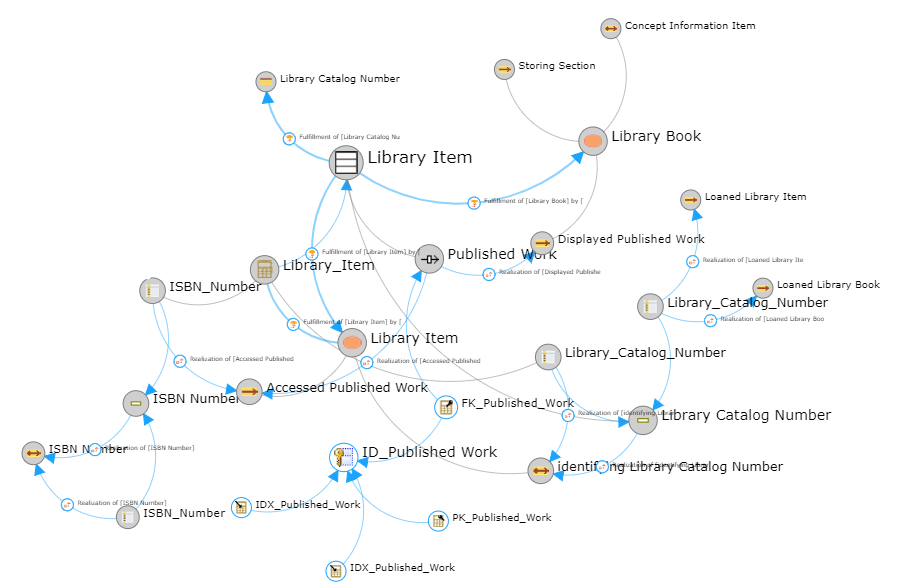 Concept Information Item
Storing Section
Library Catalog Number
Fulfillment of [Library Catalog Nu
Library Book
Library Item
Loaned Library Item
Fulfillment of [Library Book] by [
Displayed Published Work
Fulfillment of [Library Item] by [
Published Work
Library_Item
Realization of [Loaned Library Ite
Realization of [Displayed Publishe
ISBN_Number
Loaned Library Book
Library_Catalog_Number
Fulfillment of [Library Item] by [
Realization of [Loaned Library Boo
Library Item
Library_Catalog_Number
Realization of [Accessed Published
Realization of [Accessed Published
Accessed Published Work
ISBN Number
FK_Published_Work
Realization of [identifying Library
Library Catalog Number
ISBN Number
of [ISBN Number]
ID_Published Work
identifying Library Catalog Number
Realization of [ISBN Number]
IDX_Published_Work
ISBN_Number
PK_Published_Work
IDX_Published_Work